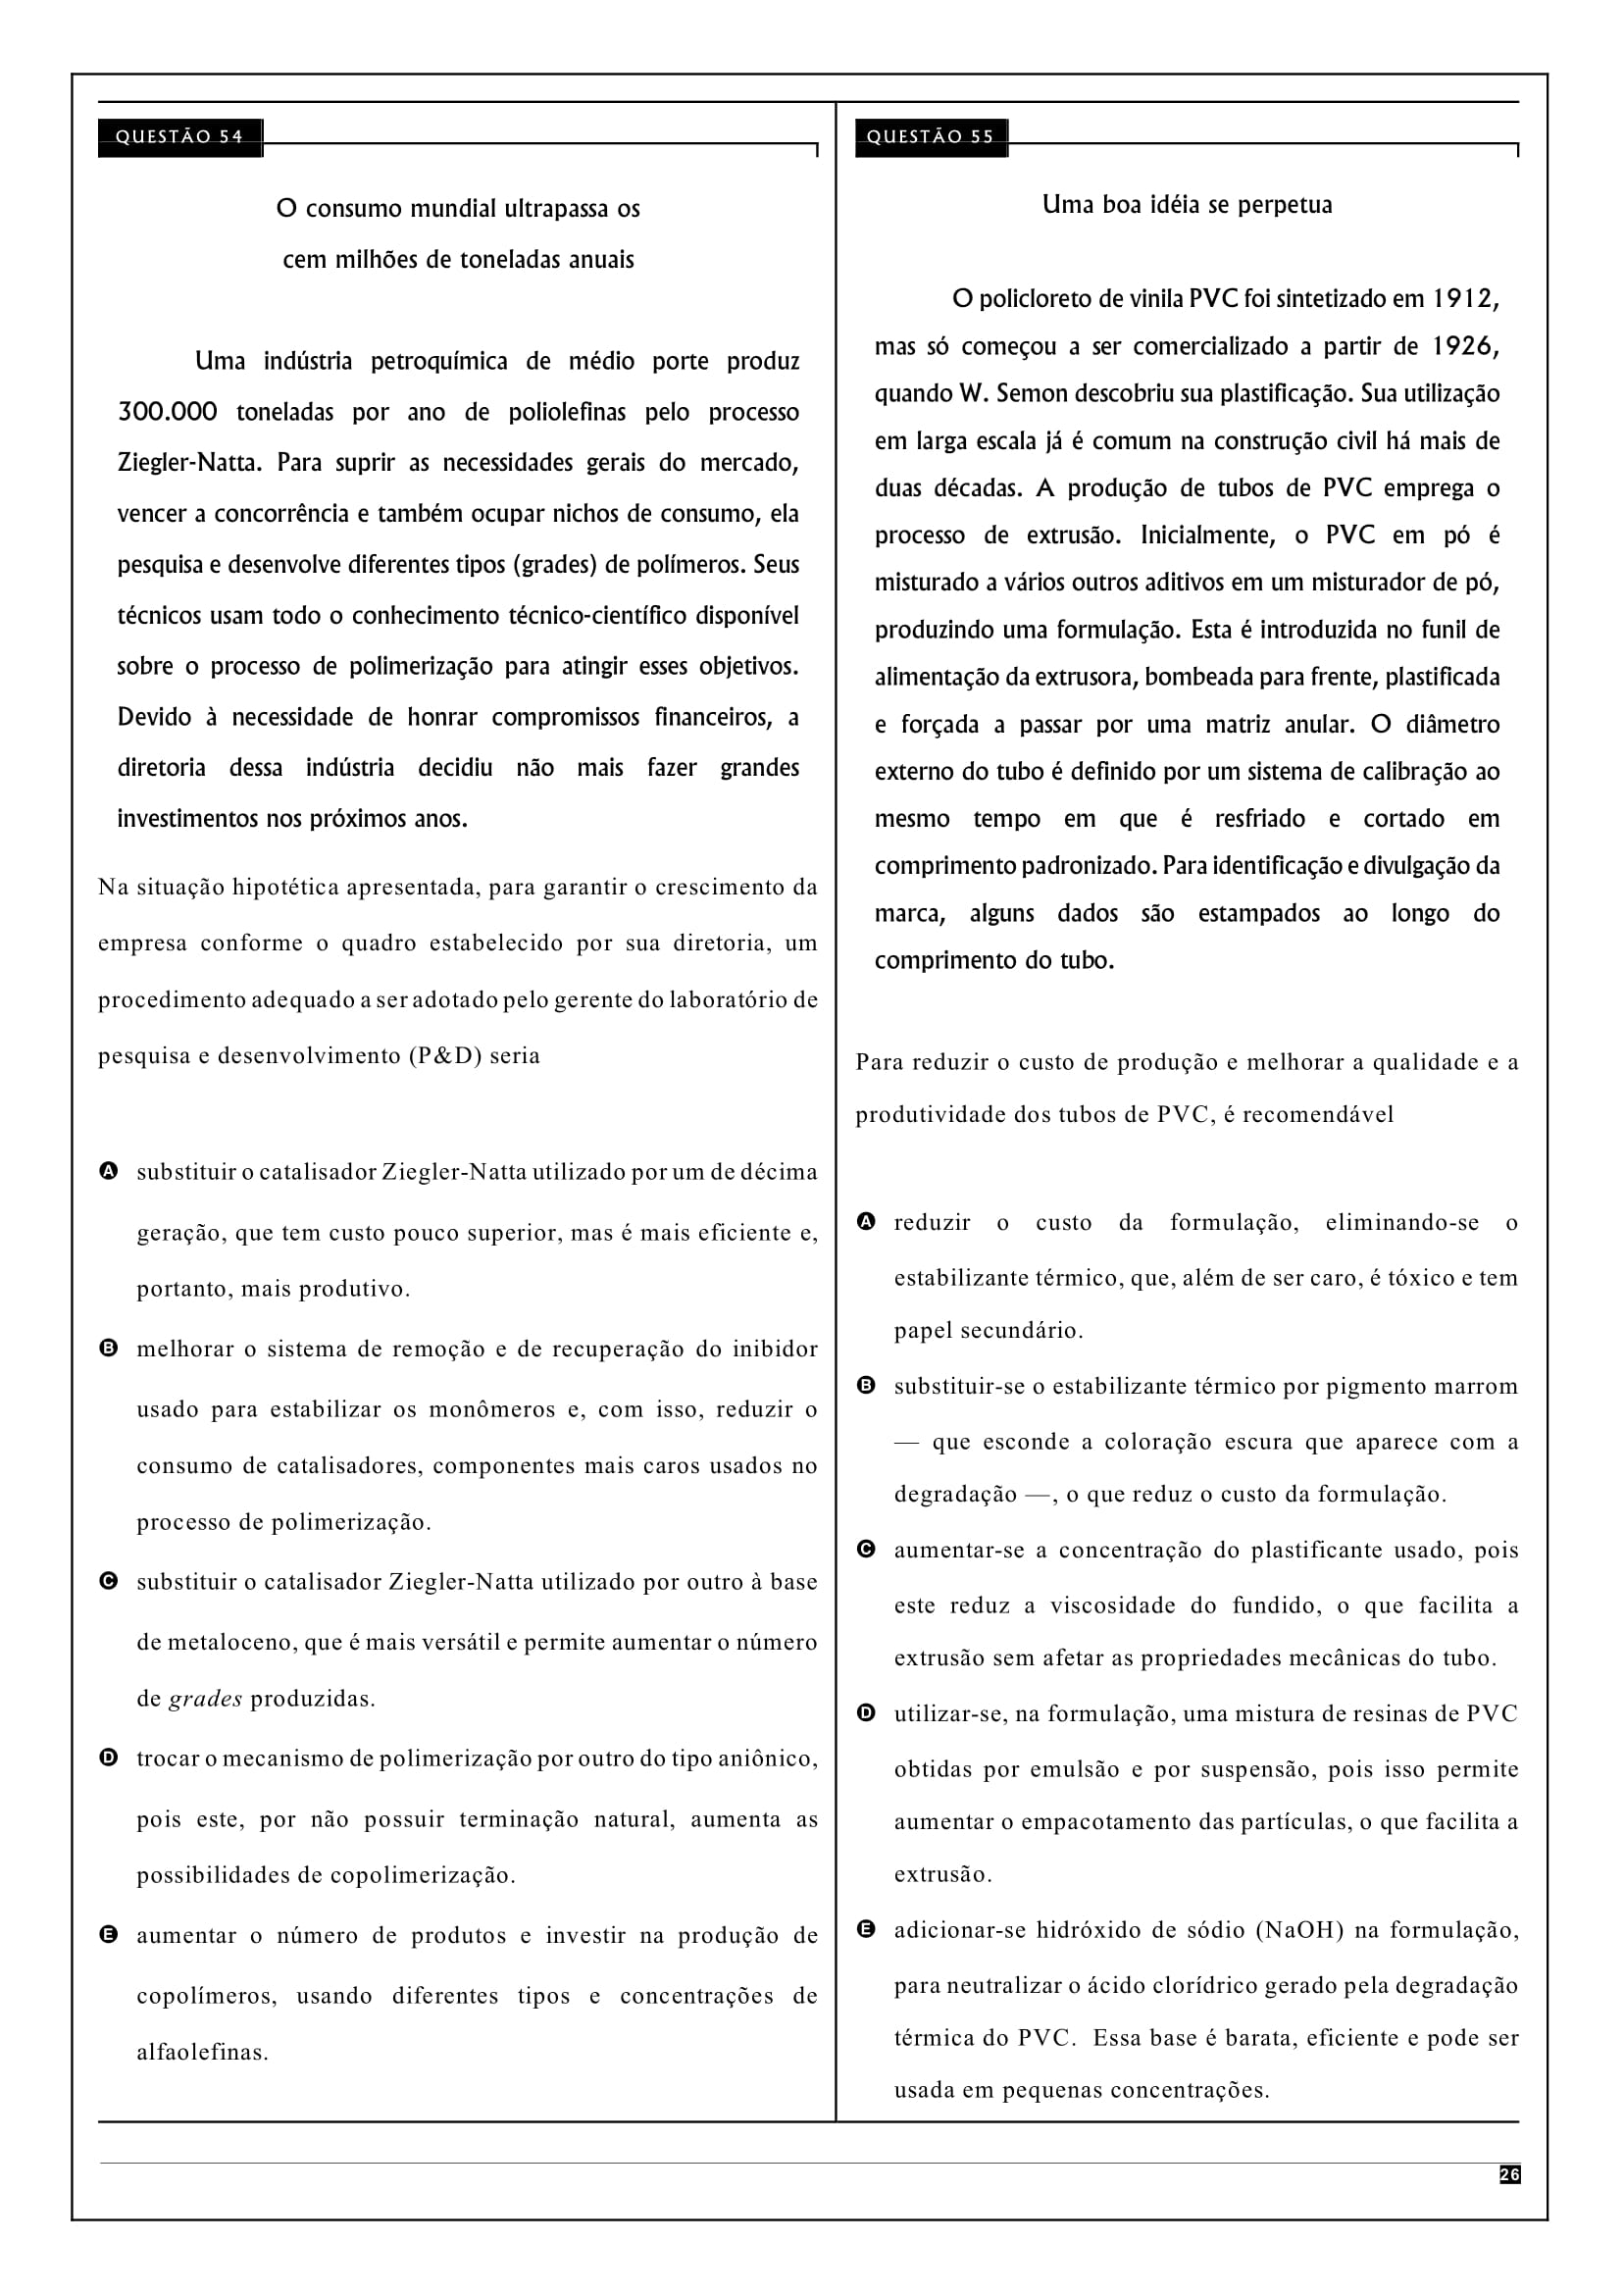 QUESTÃO 54
O consumo mundial ultrapassa os
cem milhões de toneladas anuais
Uma indústria petroquímica de médio porte produz
300.000 toneladas por ano de poliolefinas pelo processo
Ziegler-Natta. Para suprir as necessidades gerais do mercado,
vencer a concorrência e também ocupar nichos de consumo, ela
pesquisa e desenvolve diferentes tipos (grades) de polímeros. Seus
técnicos usam todo o conhecimento técnico-científico disponível
sobre o processo de polimerização para atingir esses objetivos.
Devido à necessidade de honrar compromissos financeiros, a
diretoria dessa indústria decidiu não mais fazer grandes
investimentos nos próximos anos.
Na situação hipotética apresentada, para garantir o crescimento da
empresa conforme o quadro estabelecido por sua diretoria, um
procedimento adequado a ser adotado pelo gerente do laboratório de
pesquisa e desenvolvimento (P&D) seria
A substituir o catalisador Ziegler-Natta utilizado por um de décima
geração, que tem custo pouco superior, mas é mais eficiente e,
portanto, mais produtivo.
B melhorar o sistema de remoção e de recuperação do inibidor
usado para estabilizar os monômeros e, com isso, reduzir o
consumo de catalisadores, componentes mais caros usados no
processo de polimerização.
C substituir o catalisador Ziegler-Natta utilizado por outro à base
de metaloceno, que é mais versátil e permite aumentar o número
de grades produzidas.
D trocar o mecanismo de polimerização por outro do tipo aniônico,
pois este, por não possuir terminação natural, aumenta as
possibilidades de copolimerização.
E aumentar o número de produtos e investir na produção de
copolímeros, usando diferentes tipos e concentrações de
alfaolefinas.
QUESTÃO 55
Uma boa idéia se perpetua
O policloreto de vinila PVC foi sintetizado em 1912,
mas só começou a ser comercializado a partir de 1926,
quando W. Semon descobriu sua plastificação. Sua utilização
em larga escala já é comum na construção civil há mais de
duas décadas. A produção de tubos de PVC emprega o
processo de extrusão. Inicialmente, o PVC em pó é
misturado a vários outros aditivos em um misturador de pó,
produzindo uma formulação. Esta é introduzida no funil de
alimentação da extrusora, bombeada para frente, plastificada
e forçada a passar por uma matriz anular. O diâmetro
externo do tubo é definido por um sistema de calibração ao
mesmo tempo em que é resfriado e cortado em
comprimento padronizado. Para identificação e divulgação da
marca, alguns dados são estampados ao longo do
comprimento do tubo.
Para reduzir o custo de produção e melhorar a qualidade e a
produtividade dos tubos de PVC, é recomendável
A reduzir o custo da formulação, eliminando-se o
estabilizante térmico, que, além de ser caro, é tóxico e tem
papel secundário.
B substituir-se o estabilizante térmico por pigmento marrom
— que esconde a coloração escura que aparece com a
degradação —, o que reduz o custo da formulação.
C aumentar-se a concentração do plastificante usado, pois
este reduz a viscosidade do fundido, o que facilita a
extrusão sem afetar as propriedades mecânicas do tubo.
D utilizar-se, na formulação, uma mistura de resinas de PVC
obtidas por emulsão e por suspensão, pois isso permite
aumentar o empacotamento das partículas, o que facilita a
extrusão.
E adicionar-se hidróxido de sódio (NaOH) na formulação,
para neutralizar o ácido clorídrico gerado pela degradação
térmica do PVC. Essa base é barata, eficiente e pode ser
usada em pequenas concentrações.
26